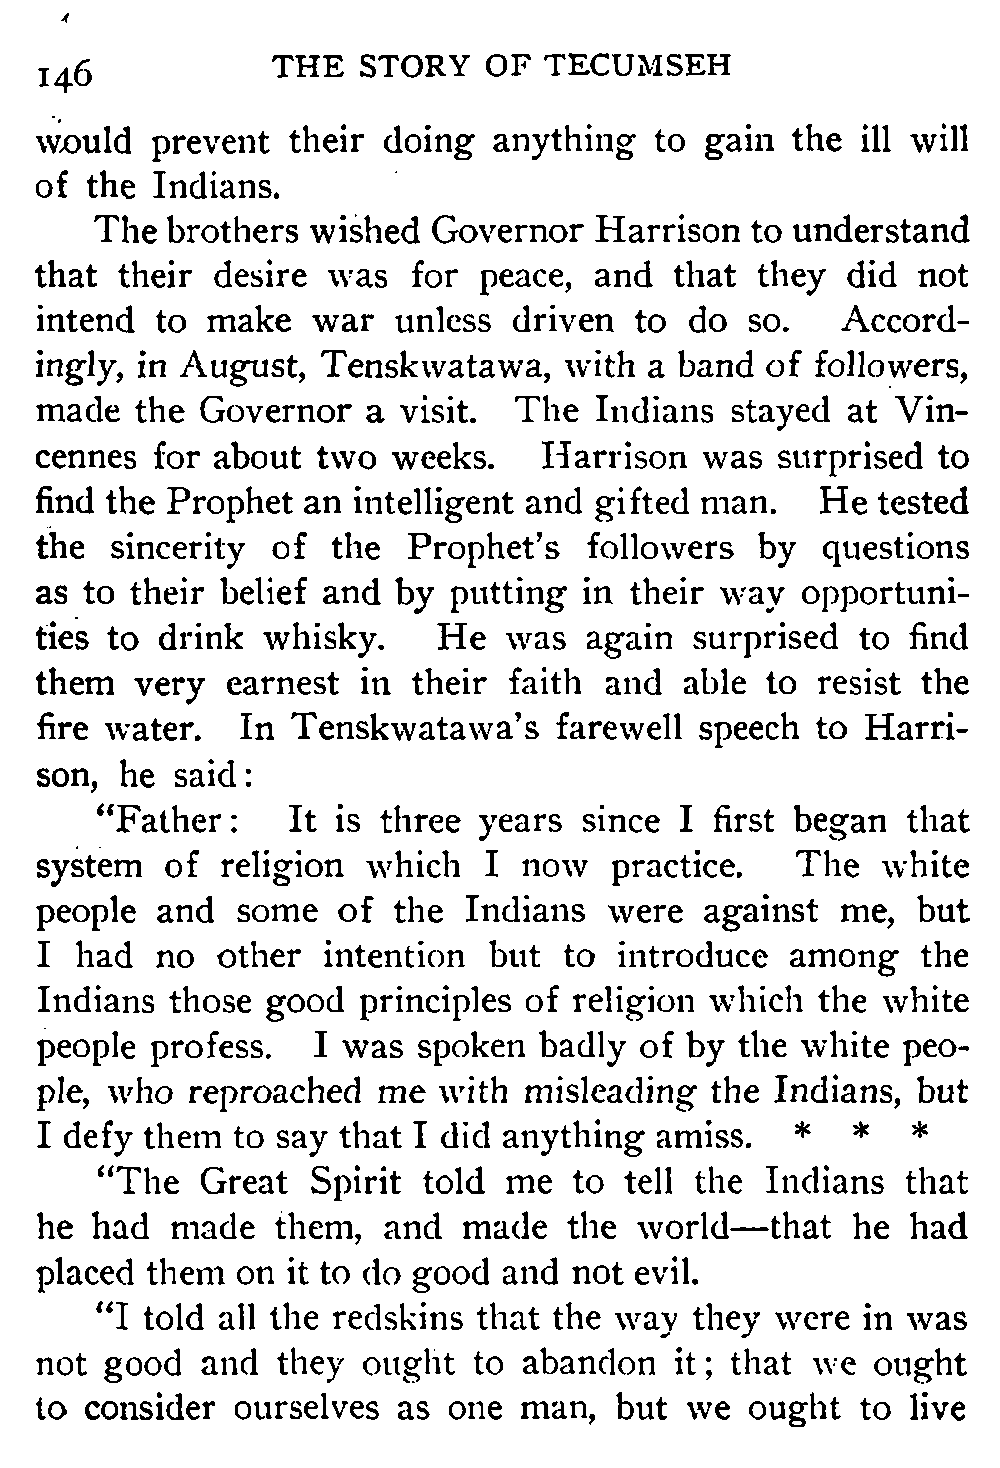 146 THE STORY OF TECUMSEH
would prevent their doing anything to gain the ill will
of the Indians.
The brothers wished Governor Harrison to understand
that their desire was for peace, and that they did not
intend to make war unless driven to do so. Accord-
ingly, in August, Tenskwatawa, with a band of followers,
made the Governor a visit. The Indians stayed at Vin-
cennes for about two weeks. Harrison was surprised to
find the Prophet an intelligent and gifted man. He tested
the sincerity of the Prophet's followers by questions
as to their belief and by putting in their way opportuni-
ties to drink whisky. He was again surprised to find
them very earnest in their faith and able to resist the
fire water. In Tenskwatawa's farewell speech to Harri-
son, he said:
"Father: It is three years since I first began that
system of religion which I now practice. The white
people and some of the Indians were against me, but
I had no other intention but to introduce among the
Indians those good principles of religion which the white
people profess. I was spoken badly of by the white peo-
ple, who reproached me with misleading the Indians, but
I defy them to say that I did anything amiss. * * *
"The Great Spirit told me to tell the Indians that
he had made them, and made the world—that he had
placed them on it to do good and not evil.
"I told all the redskins that the way they were in was
not good and they ought to abandon it; that we ought
to consider ourselves as one man, but we ought to live